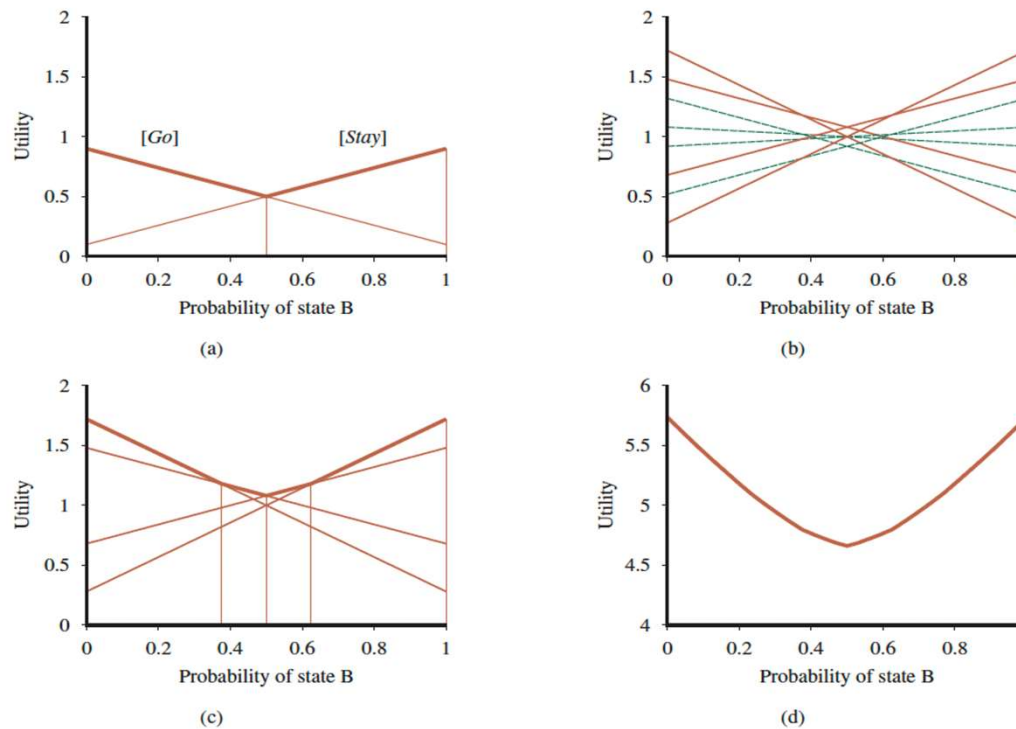 2
1.5
1
0.5
0
Utility
[Go]
[Stay]
0 0.2 0.4 0.6 0.8 1
Probability of state B
(a)
2
1.5
1
0.5
0
Utility
0 0.2 0.4 0.6 0.8
Probability of state B
(b)
2
1.5
1
0.5
0
Utility
0 0.2 0.4 0.6 0.8 1
Probability of state B
(c)
6
5.5
5
4.5
4
Utility
0 0.2 0.4 0.6 0.8
Probability of state B
(d)